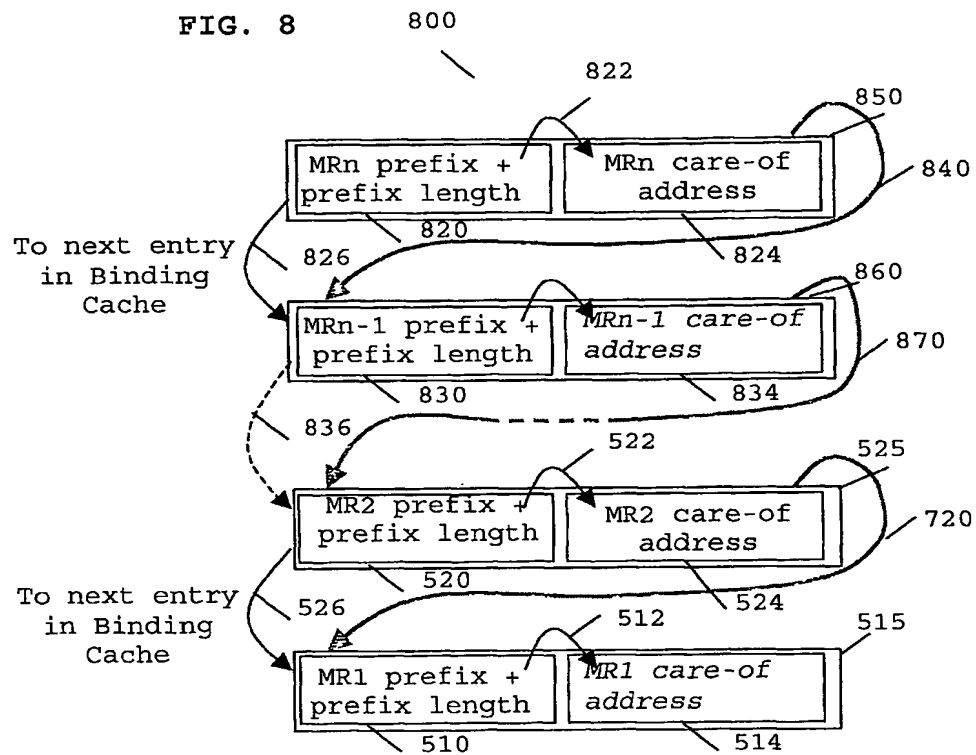 FIG. 8
800
822
850
MRn prefix +
prefix length
MRn care-of
address
840
820
824
To next entry
in Binding
Cache
826
860
MRn-1 prefix +
prefix length
MRn-1 care-of
address
870
830
834
836
522
525
MR2 prefix +
prefix length
MR2 care-of
address
720
520
524
To next entry
in Binding
Cache
526
512
515
MR1 prefix +
prefix length
MR1 care-of
address
510
514